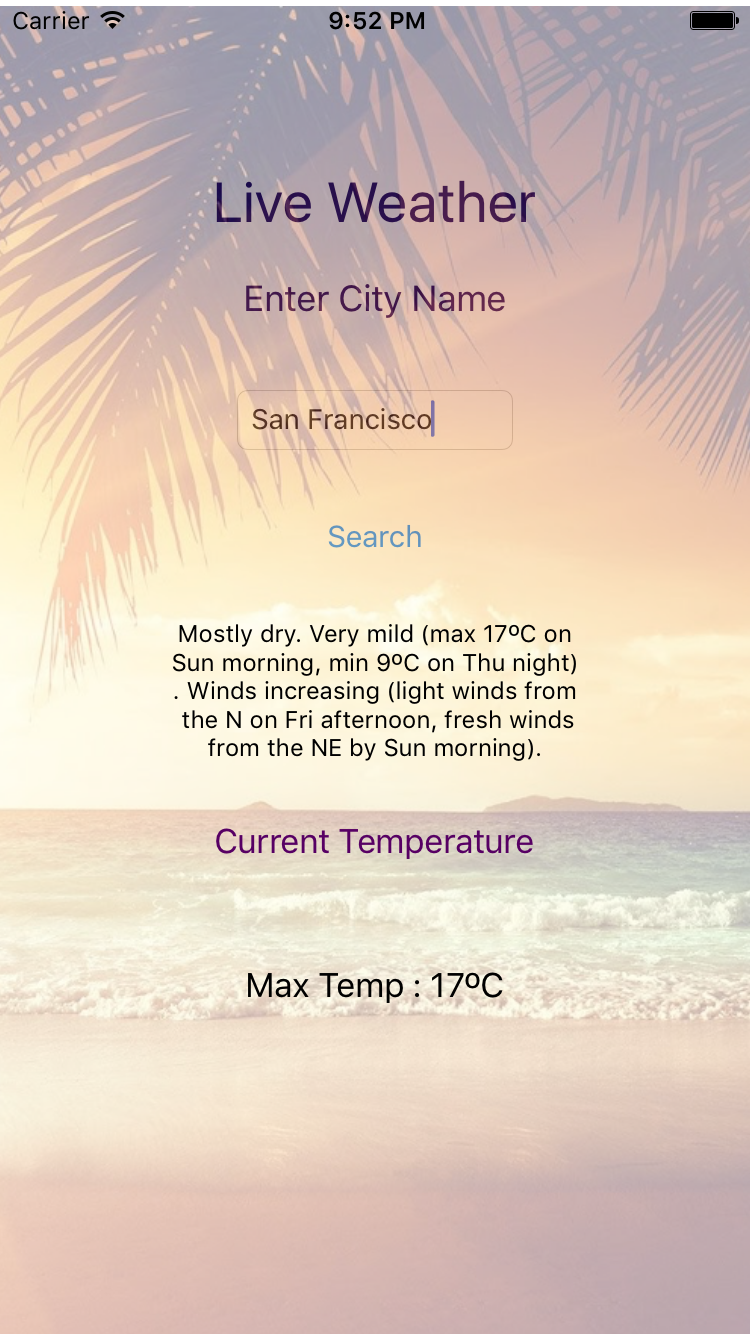 Carrier 9:52 PM
Live Weather
Enter City Name
San Francisco
Search
Mostly dry. Very mild (max 17ºC on
Sun morning, min 9ºC on Thu night)
. Winds increasing (light winds from
the N on Fri afternoon, fresh winds
from the NE by Sun morning).
Current Temperature
Max Temp : 17ºC